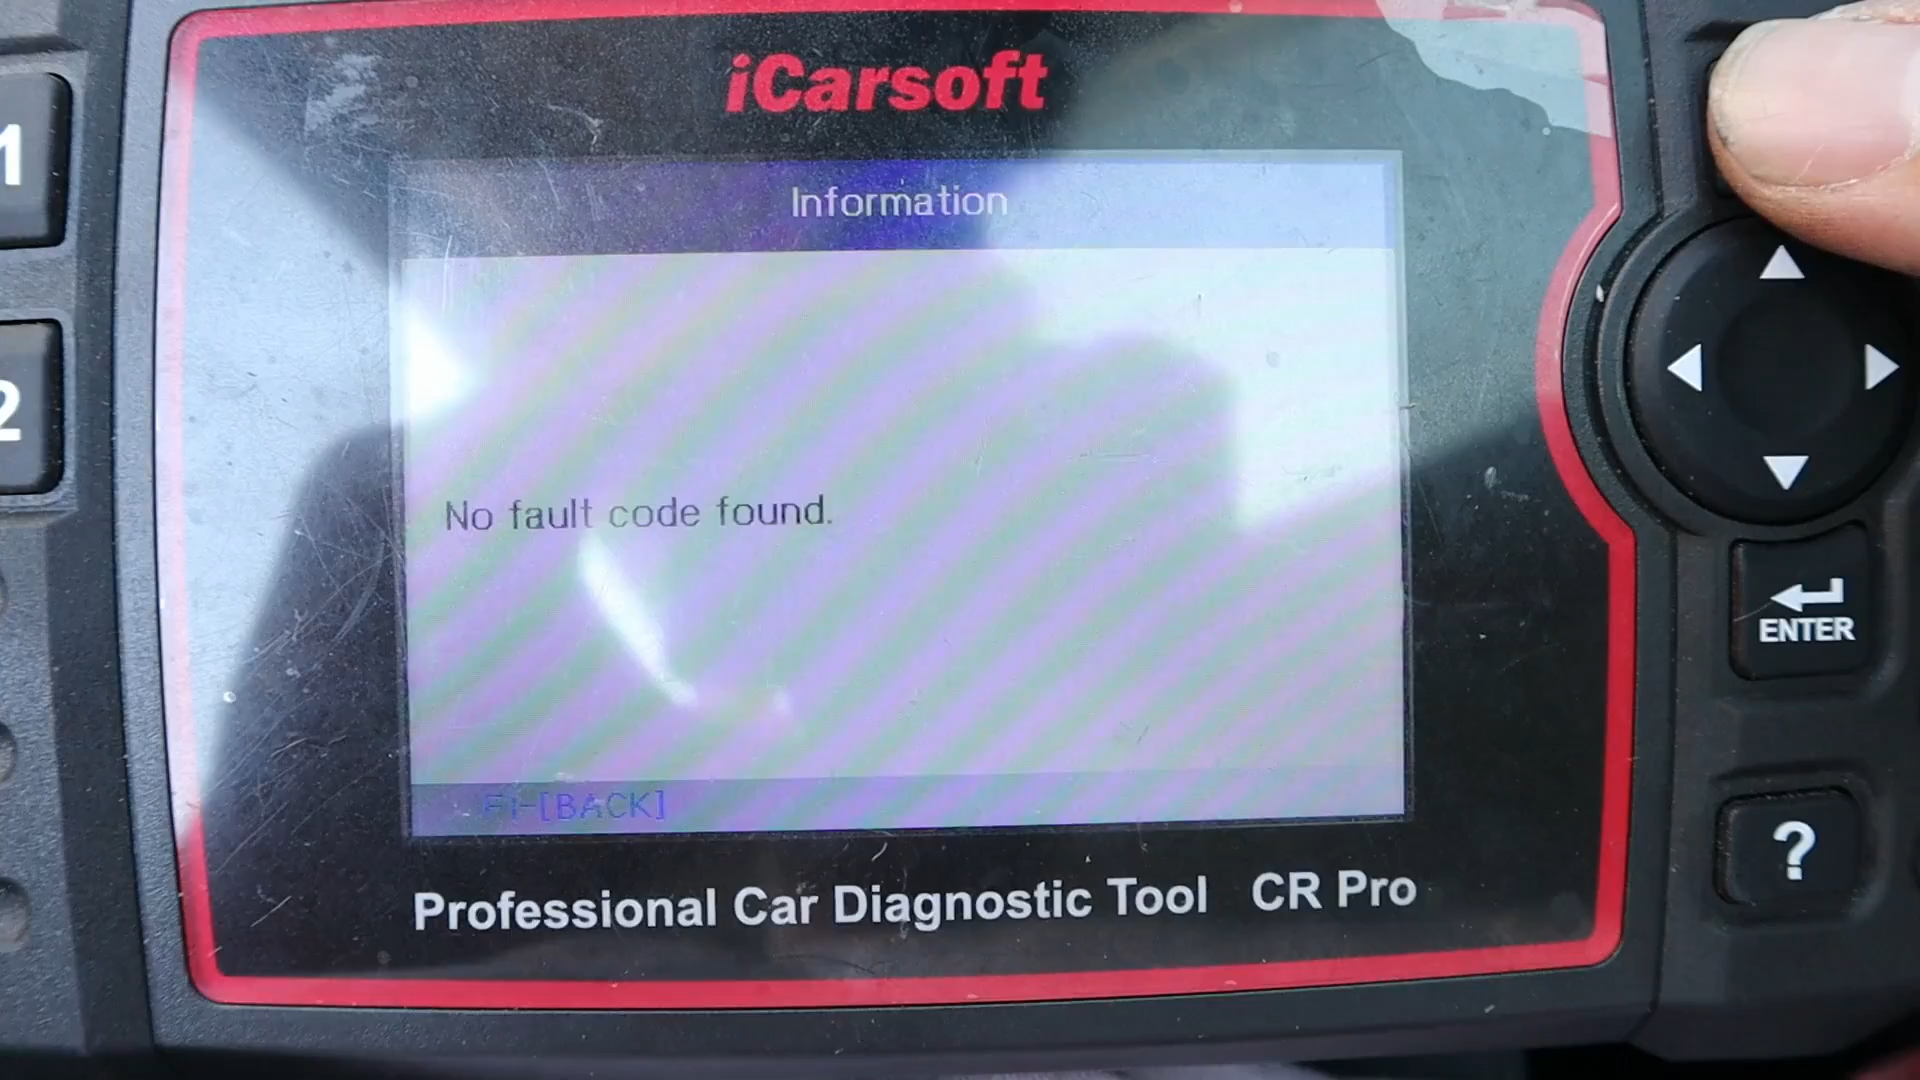 iCarsoft
Information
1
2
No fault code found.
F1-[BACK]
ENTER
?
Professional Car Diagnostic Tool CR Pro